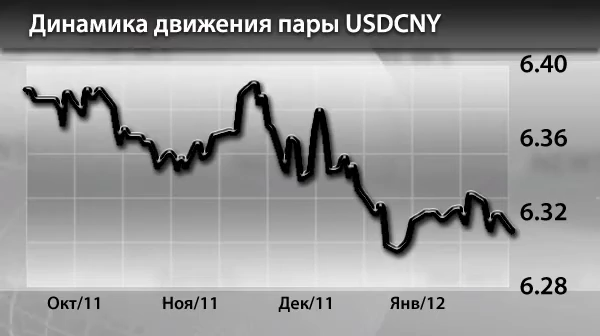 Динамика движения пары USDCNY
6.40
6.36
6.32
6.28
Окт/11 Ноя/11 Дек/11 Янв/12